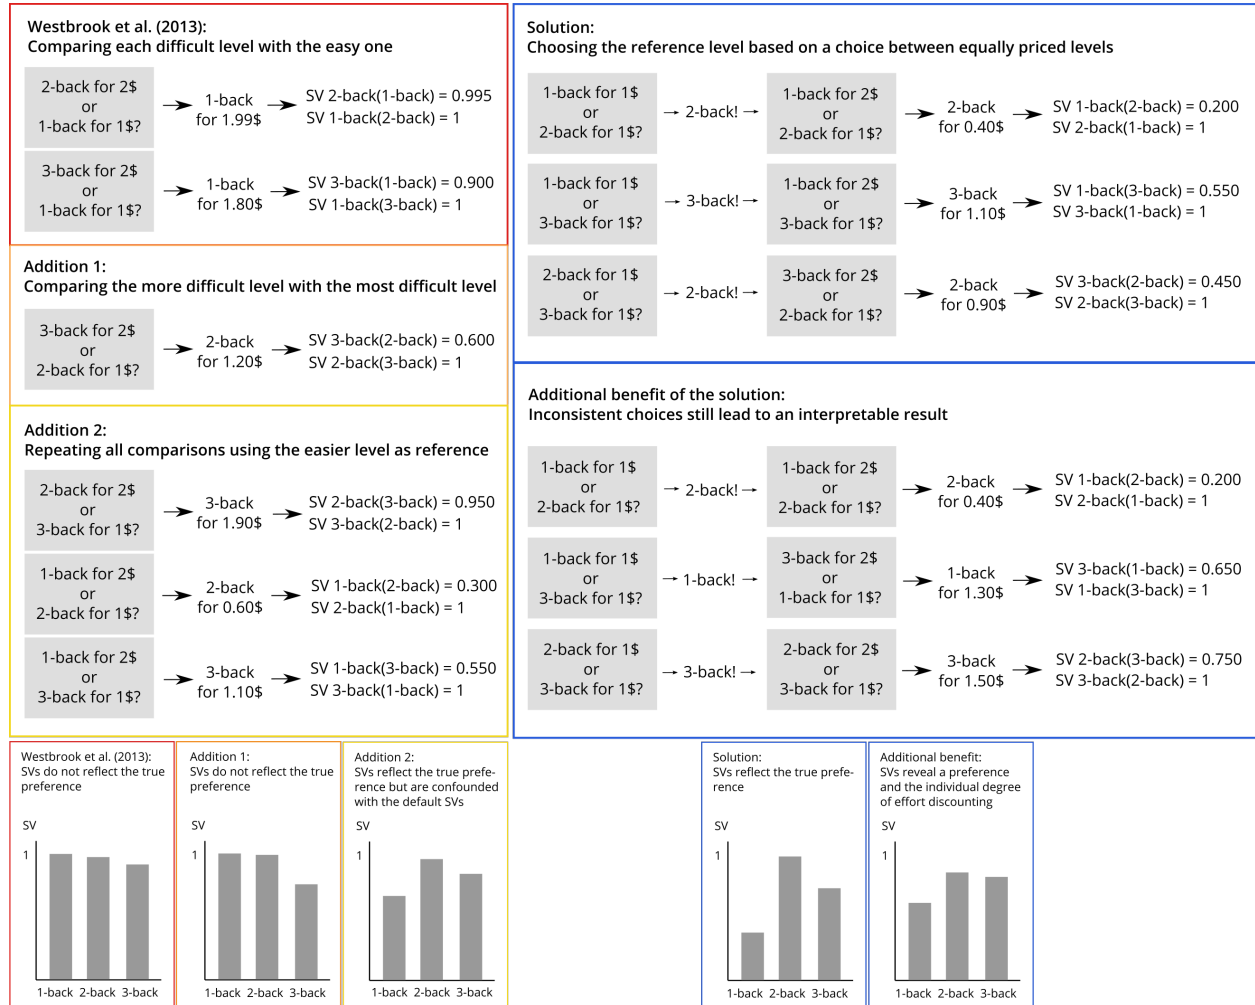 Westbrook et al. (2013):
Comparing each difficult level with the easy one
2-back for 2$
or
1-back for 1$?
1-back
for 1.99$
SV 2-back(1-back) = 0.995
SV 1-back(2-back) = 1
3-back for 2$
or
1-back for 1$?
1-back
for 1.80$
SV 3-back(1-back) = 0.900
SV 1-back(3-back) = 1
Addition 1:
Comparing the more difficult level with the most difficult level
3-back for 2$
or
2-back for 1$?
2-back
for 1.20$
SV 3-back(2-back) = 0.600
SV 2-back(3-back) = 1
Addition 2:
Repeating all comparisons using the easier level as reference
2-back for 2$
or
3-back for 1$?
3-back
for 1.90$
SV 2-back(3-back) = 0.950
SV 3-back(2-back) = 1
1-back for 2$
or
2-back for 1$?
2-back
for 0.60$
SV 1-back(2-back) = 0.300
SV 2-back(1-back) = 1
1-back for 2$
or
3-back for 1$?
3-back
for 1.10$
SV 1-back(3-back) = 0.550
SV 3-back(1-back) = 1
Solution:
Choosing the reference level based on a choice between equally priced levels
1-back for 1$
or
2-back for 1$?
2-back!
1-back for 2$
or
2-back for 1$?
2-back
for 0.40$
SV 1-back(2-back) = 0.200
SV 2-back(1-back) = 1
1-back for 1$
or
3-back for 1$?
3-back!
1-back for 2$
or
3-back for 1$?
3-back
for 1.10$
SV 1-back(3-back) = 0.550
SV 3-back(1-back) = 1
2-back for 1$
or
3-back for 1$?
2-back!
3-back for 2$
or
2-back for 1$?
2-back
for 0.90$
SV 3-back(2-back) = 0.450
SV 2-back(3-back) = 1
Additional benefit of the solution:
Inconsistent choices still lead to an interpretable result
1-back for 1$
or
2-back for 1$?
2-back!
1-back for 2$
or
2-back for 1$?
2-back
for 0.40$
SV 1-back(2-back) = 0.200
SV 2-back(1-back) = 1
1-back for 1$
or
3-back for 1$?
1-back!
3-back for 2$
or
1-back for 1$?
1-back
for 1.30$
SV 3-back(1-back) = 0.650
SV 1-back(3-back) = 1
2-back for 1$
or
3-back for 1$?
3-back!
2-back for 2$
or
3-back for 1$?
3-back
for 1.50$
SV 2-back(3-back) = 0.750
SV 3-back(2-back) = 1
Westbrook et al. (2013):
SVs do not reflect the true
preference
SV
1
1-back 2-back 3-back
Addition 1:
SVs do not reflect the true
preference
SV
1
1-back 2-back 3-back
Addition 2:
SVs reflect the true prefe-
rence but are confounded
with the default SVs
SV
1
1-back 2-back 3-back
Solution:
SVs reflect the true prefe-
rence
SV
1
1-back 2-back 3-back
Additional benefit:
SVs reveal a preference
and the individual degree
of effort discounting
SV
1
1-back 2-back 3-back